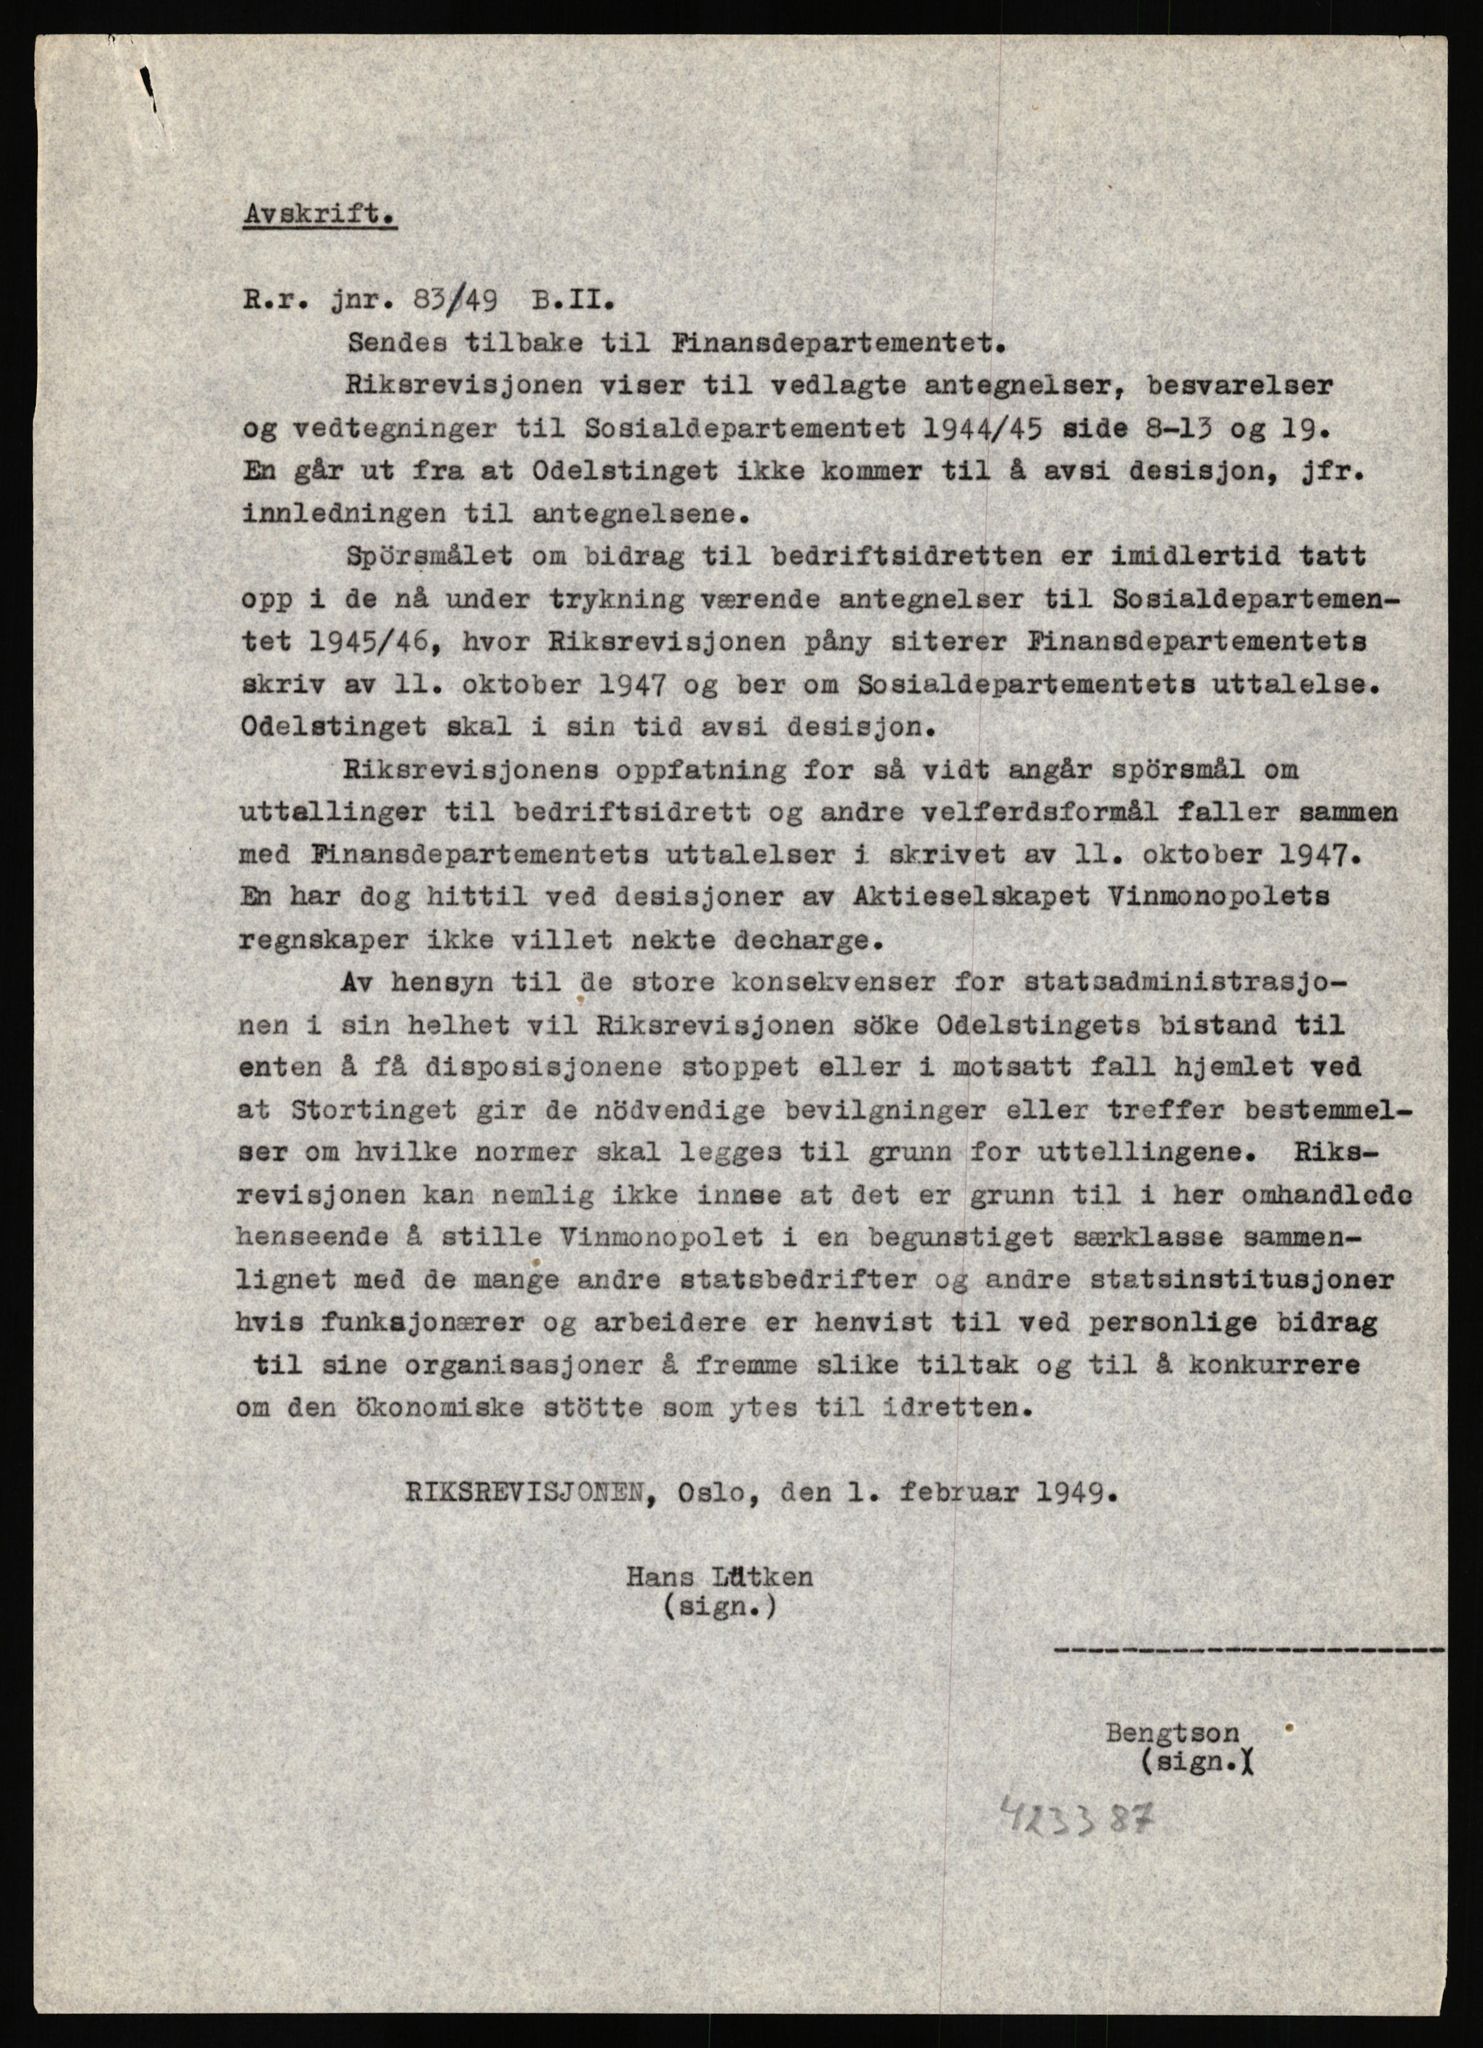 Avskrift.
R.r. jnr. 83/49 B.II.
Sendes tilbake til Finansdepartementet.
Riksrevisjonen viser til vedlagte antegnelser, besvarelser
og vedtegninger til Sosialdepartementet 1944/45 side 8-13 og 19.
En går ut fra at Odelstinget ikke kommer til å avsi desisjon, jfr.
innledningen til antegnelsene.
Spörsmålet om bidrag til bedriftsidretten er imidlertid tatt
opp i de nå under trykning værende antegnelser til Sosialdepartemen-
tet 1945/46, hvor Riksrevisjonen påny siterer Finansdepartementets
skriv av 11. oktober 1947 og ber om Sosialdepartementets uttalelse.
Odelstinget skal i sin tid avsi desisjon.
Riksrevisjonens oppfatning for så vidt angår spörsmål om
uttellinger til bedriftsidrett og andre velferdsformål faller sammen
med Finansdepartementets uttalelser i skrivet av 11. oktober 1947.
En har dog hittil ved desisjoner av Aktieselskapet Vinmonopolets
regnskaper ikke villet nekte decharge.
Av hensyn til de store konsekvenser for statsadministrasjo-
nen i sin helhet vil Riksrevisjonen söke Odelstingets bistand til
enten å få disposisjonene stoppet eller i motsatt fall hjemlet ved
at Stortinget gir de nödvendige bevilgninger eller treffer bestemmel-
ser om hvilke normer skal legges til grunn for uttellingene. Riks-
revisjonen kan nemlig ikke innse at det er grunn til i her omhandlede
henseende å stille Vinmonopolet i en begunstiget særklasse sammen-
lignet med de mange andre statsbedrifter og andre statsinstitusjoner
hvis funksjonærer og arbeidere er henvist til ved personlige bidrag
til sine organisasjoner å fremme slike tiltak og til å konkurrere
om den ökonomiske stötte som ytes til idretten.
RIKSREVISJONEN, Oslo, den 1. februar 1949.
Hans Lütken
(sign.)
Bengtson
(sign.)
423387